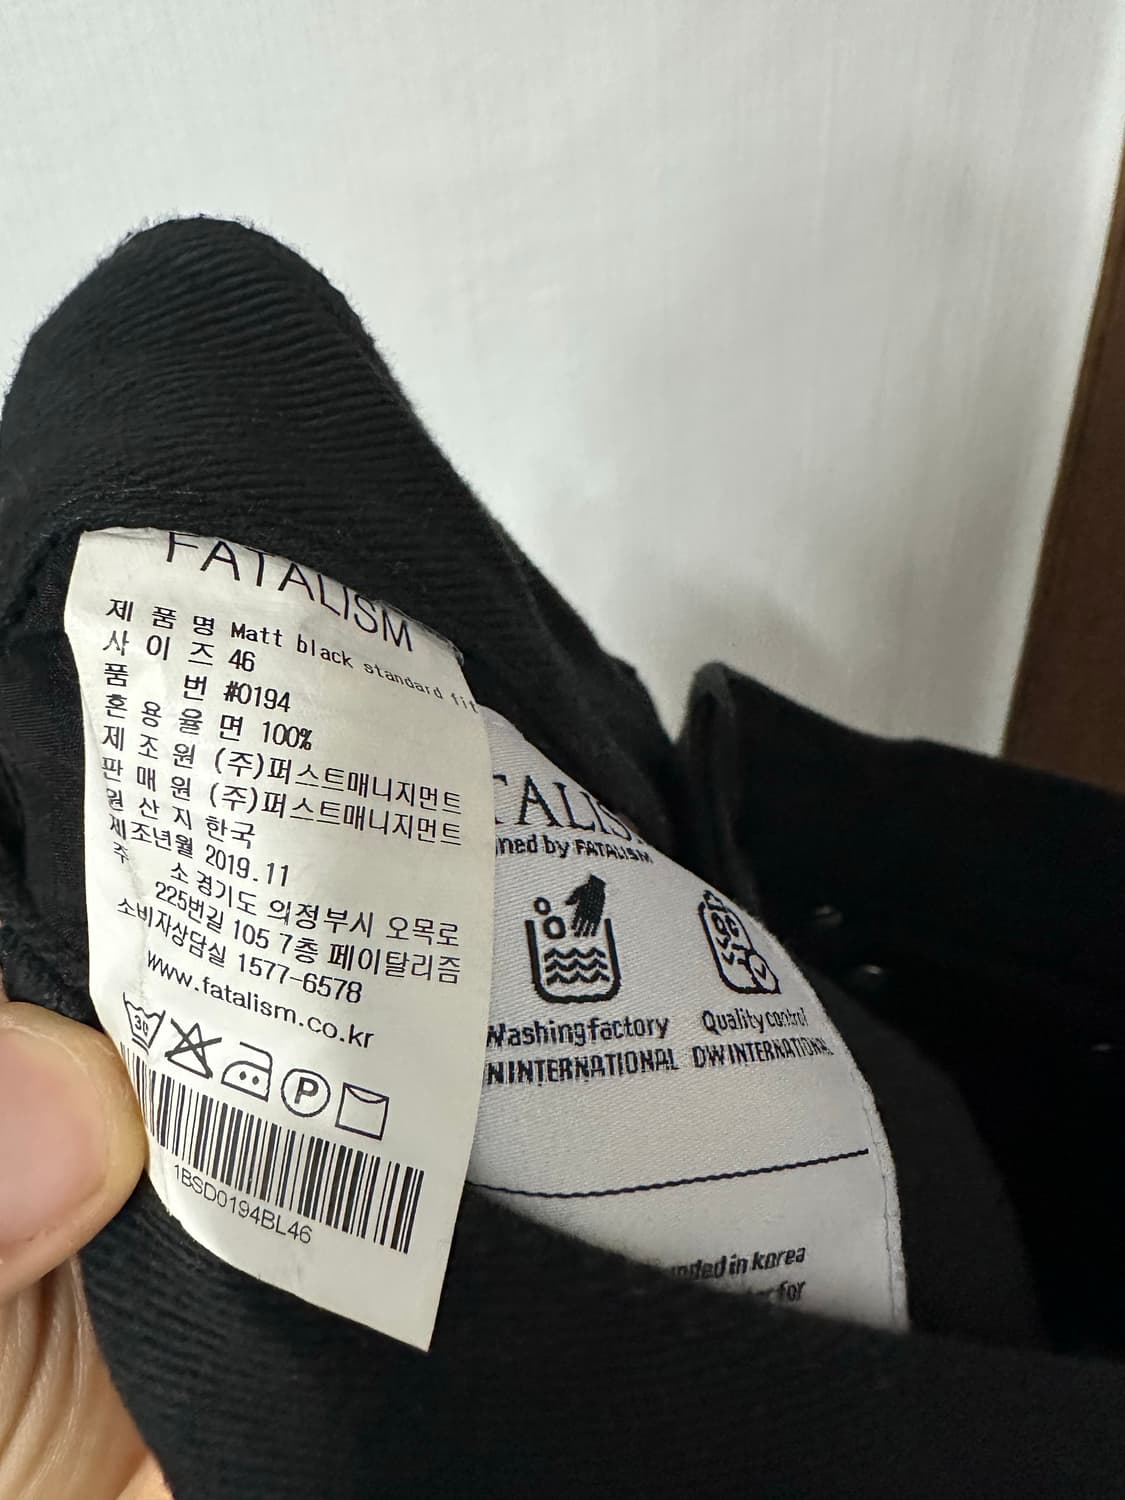 FATALISM
제 품 명 Matt black standard fit
사 이 즈 46
품 번 #0194
혼 용 율 면 100%
제 조 원 (주)퍼스트매니지먼트
판 매 원 (주)퍼스트매니지먼트
원 산 지 한국
제조년월 2019.11
주 소 경기도 의정부시 오목로
225번길 105 7층 페이탈리즘
소비자상담실 1577-6578
www.fatalism.co.kr
30
P
1BSD0194BL46
TALIS
ned by FATALISM
Washing factory
NINTERNATIONAL
Quality control
DW INTERNATIONAL
nded in korea
for